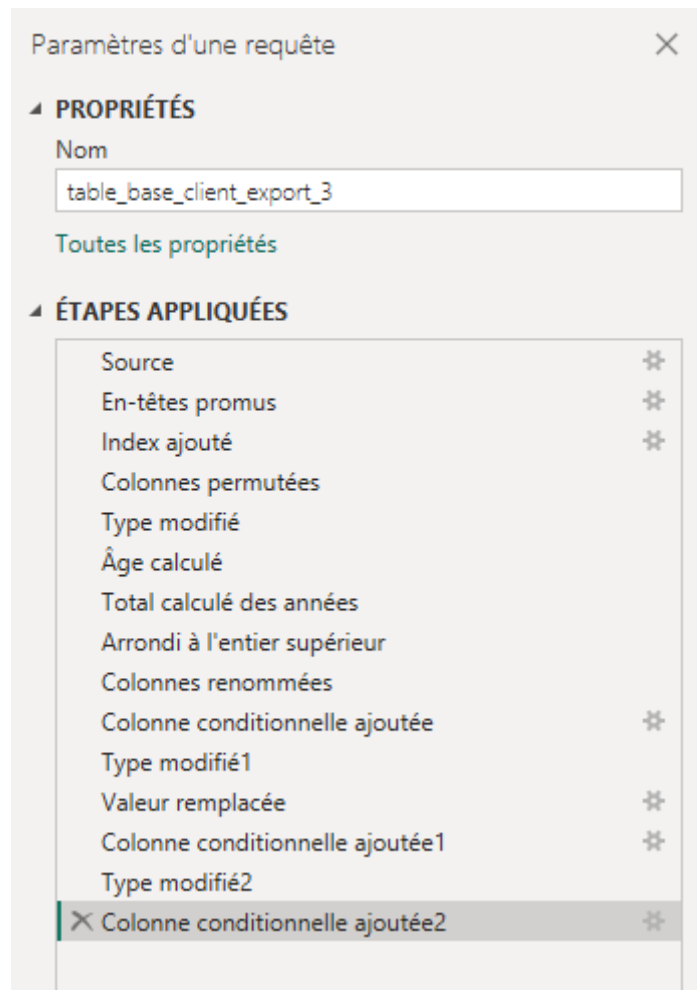 Paramètres d'une requête
PROPRIÉTÉS
Nom
table_base_client_export_3
Toutes les propriétés
ÉTAPES APPLIQUÉES
Source
En-têtes promus
Index ajouté
Colonnes permutées
Type modifié
Âge calculé
Total calculé des années
Arrondi à l'entier supérieur
Colonnes renommées
Colonne conditionnelle ajoutée
Type modifié1
Valeur remplacée
Colonne conditionnelle ajoutée1
Type modifié2
Colonne conditionnelle ajoutée2